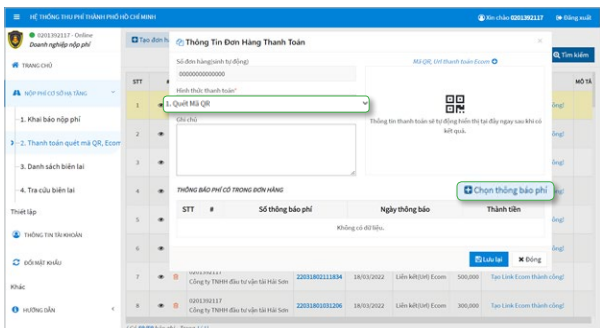 HỆ THỐNG THU PHÍ THÀNH PHỐ HỒ CHÍ MINH
Xin chào 0201392117
Đăng xuất
0201392117 - Online
Doanh nghiệp nộp phí
TRANG CHỦ
NỘP PHÍ CƠ SỞ HẠ TẦNG
1. Khai báo nộp phí
2. Thanh toán quét mã QR, Ecom
3. Danh sách biên lai
4. Tra cứu biên lai
Thiết lập
THÔNG TIN TÀI KHOẢN
ĐỔI MẬT KHẨU
Khác
HƯỚNG DẪN
Tạo đơn h
Tìm kiếm
STT
MÔ TẢ
Thông Tin Đơn Hàng Thanh Toán
×
Số đơn hàng(sinh tự động)
Mã QR, Url thanh toán Ecom
0000000000000
Hình thức thanh toán*
1. Quét Mã QR
Ghi chú
Thông tin thanh toán sẽ tự động hiển thị tại đây ngay sau khi có
kết quả.
THÔNG BÁO PHÍ CÓ TRONG ĐƠN HÀNG
Chọn thông báo phí
STT # Số thông báo phí Ngày thông báo Thành tiền
Không có dữ liệu.
Lưu lại
Đóng
1
2
3
4
5
6
công!
công!
công!
công!
công!
công!
7 0201392117
Công ty TNHH đầu tư vận tải Hải Sơn 22031802111834 18/03/2022 Liên kết(Url) Ecom 500,000 Tạo Link Ecom thành công!
8 0201392117
Công ty TNHH đầu tư vận tải Hải Sơn 22031801031206 18/03/2022 Liên kết(Url) Ecom 300,000 Tạo Link Ecom thành công!